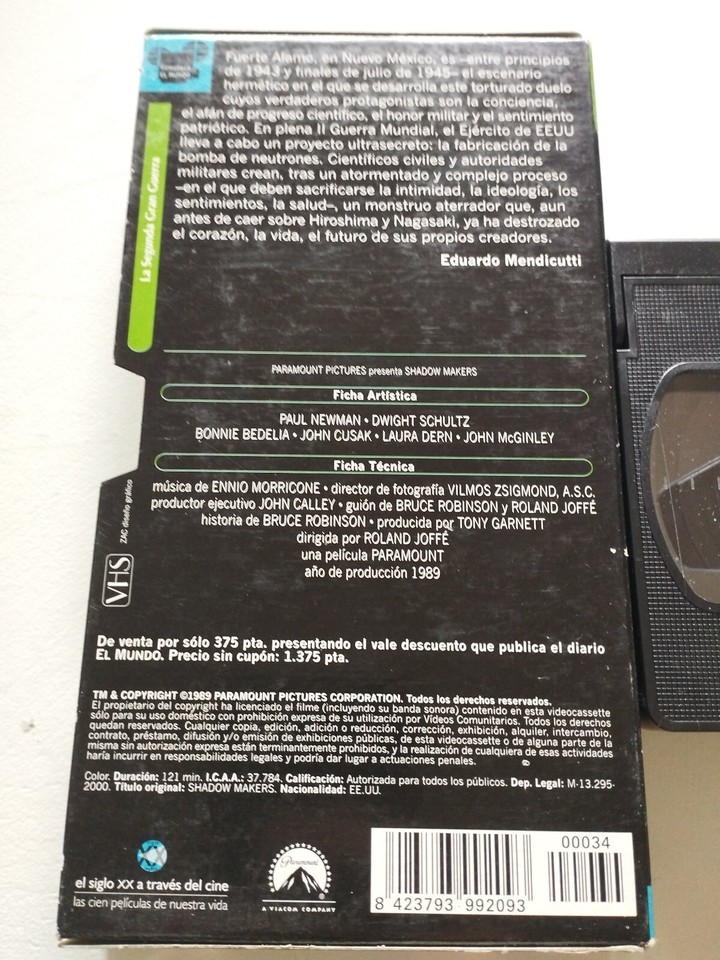 EL MUNDO
Fuerte Alamo, en Nuevo México, es –entre principios
de 1943 y finales de julio de 1945– el escenario
hermético en el que se desarrolla este torturado duelo
cuyos verdaderos protagonistas son la conciencia,
el afán de progreso científico, el honor militar y el sentimiento
patriótico. En plena II Guerra Mundial, el Ejército de EEUU
lleva a cabo un proyecto ultrasecreto: la fabricación de la
bomba de neutrones. Científicos civiles y autoridades
militares crean, tras un atormentado y complejo proceso
–en el que deben sacrificarse la intimidad, la ideología, los
sentimientos, la salud–, un monstruo aterrador que, aun
antes de caer sobre Hiroshima y Nagasaki, ya ha destrozado
el corazón, la vida, el futuro de sus propios creadores.
Eduardo Mendicutti
La Segunda Gran Guerra
PARAMOUNT PICTURES presenta SHADOW MAKERS
Ficha Artística
PAUL NEWMAN • DWIGHT SCHULTZ
BONNIE BEDELIA • JOHN CUSAK • LAURA DERN • JOHN McGINLEY
Ficha Técnica
música de ENNIO MORRICONE • director de fotografía VILMOS ZSIGMOND, A.S.C.
productor ejecutivo JOHN CALLEY • guión de BRUCE ROBINSON y ROLAND JOFFÉ
historia de BRUCE ROBINSON • producida por TONY GARNETT
dirigida por ROLAND JOFFÉ
una película PARAMOUNT
año de producción 1989
ZAC diseño gráfico
VHS
De venta por sólo 375 pta. presentando el vale descuento que publica el diario
EL MUNDO. Precio sin cupón: 1.375 pta.
TM & COPYRIGHT ©1989 PARAMOUNT PICTURES CORPORATION. Todos los derechos reservados.
El propietario del copyright ha licenciado el filme (incluyendo su banda sonora) contenido en esta videocassette
sólo para su uso doméstico con prohibición expresa de su utilización por Vídeos Comunitarios. Todos los derechos
quedan reservados. Cualquier copia, edición, adición o reducción, corrección, exhibición, alquiler, intercambio,
contrato, préstamo, difusión y/o emisión de exhibiciones públicas, de esta videocassette o de alguna parte de la
misma sin autorización expresa están terminantemente prohibidos, y la realización de cualquiera de esas actividades
haría incurrir en responsabilidades legales y podría dar lugar a actuaciones penales.
Color. Duración: 121 min. I.C.A.A.: 37.784. Calificación: Autorizada para todos los públicos. Dep. Legal: M-13.295-
2000. Título original: SHADOW MAKERS. Nacionalidad: EE.UU.
el siglo XX a través del cine
las cien películas de nuestra vida
Paramount
A VIACOM COMPANY
8 423793 992093
00034